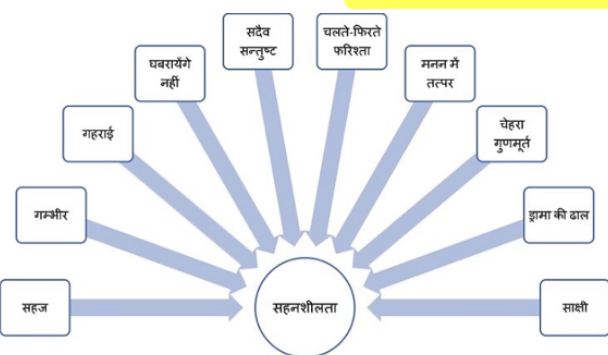 सहज
गम्भीर
गहराई
घबरायेंगे
नहीं
सदैव
सन्तुष्ट
चलते-फिरते
फरिश्ता
मनन में
तत्पर
चेहरा
गुणमूर्त
ड्रामा की ढाल
साक्षी
सहनशीलता